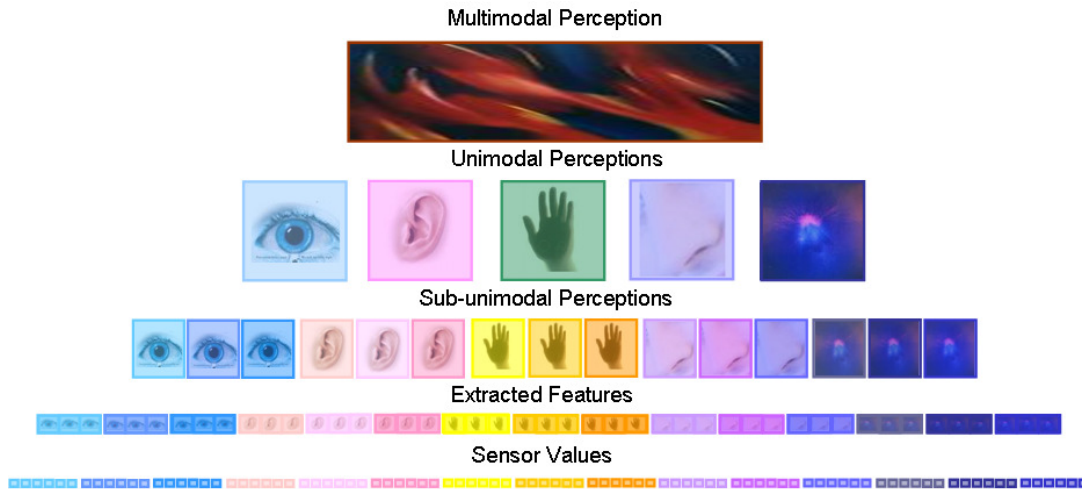 Multimodal Perception
Unimodal Perceptions
Sub-unimodal Perceptions
Extracted Features
Sensor Values